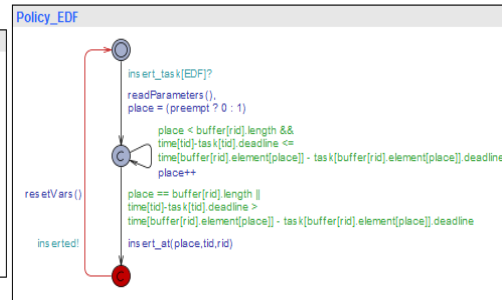 Policy_EDF
insert_task[EDF]?
readParameters(),
place = (preempt ? 0 : 1)
place < buffer[rid].length &&
time[tid]-task[tid].deadline <=
time[buffer[rid].element[place]] - task[buffer[rid].element[place]].deadline
place++
C
resetVars()
place == buffer[rid].length ||
time[tid]-task[tid].deadline >
time[buffer[rid].element[place]] - task[buffer[rid].element[place]].deadline
inserted!
insert_at(place,tid,rid)
C